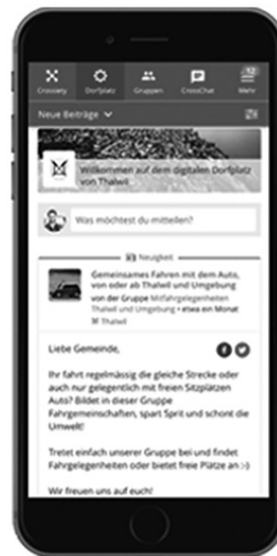 12
Crossiety Dorfplatz Gruppen CrossChat Mehr
Neue Beiträge
Willkommen auf dem digitalen Dorfplatz
von Thalwil
Was möchtest du mitteilen?
Neuigkeit
Gemeinsames Fahren mit dem Auto,
von oder ab Thalwil und Umgebung
von der Gruppe Mitfahrgelegenheiten
Thalwil und Umgebung • etwa ein Monat
Thalwil
Liebe Gemeinde,
Ihr fahrt regelmässig die gleiche Strecke oder
auch nur gelegentlich mit freien Sitzplätzen
Auto? Bildet in dieser Gruppe
Fahrgemeinschaften, spart Sprit und schont die
Umwelt!
Tretet einfach unserer Gruppe bei und findet
Fahrgelegenheiten oder bietet freie Plätze an :-)
Wir freuen uns auf euch!